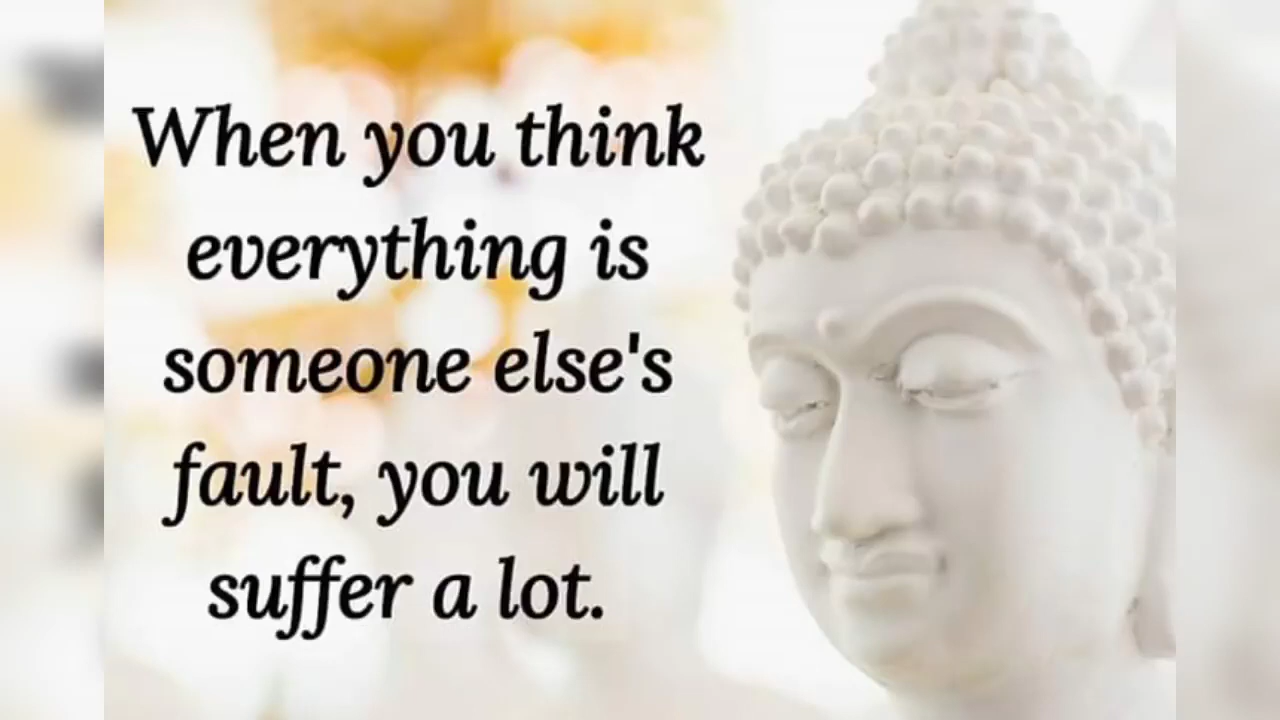 When you think
everything is
someone else's
fault, you will
suffer a lot.